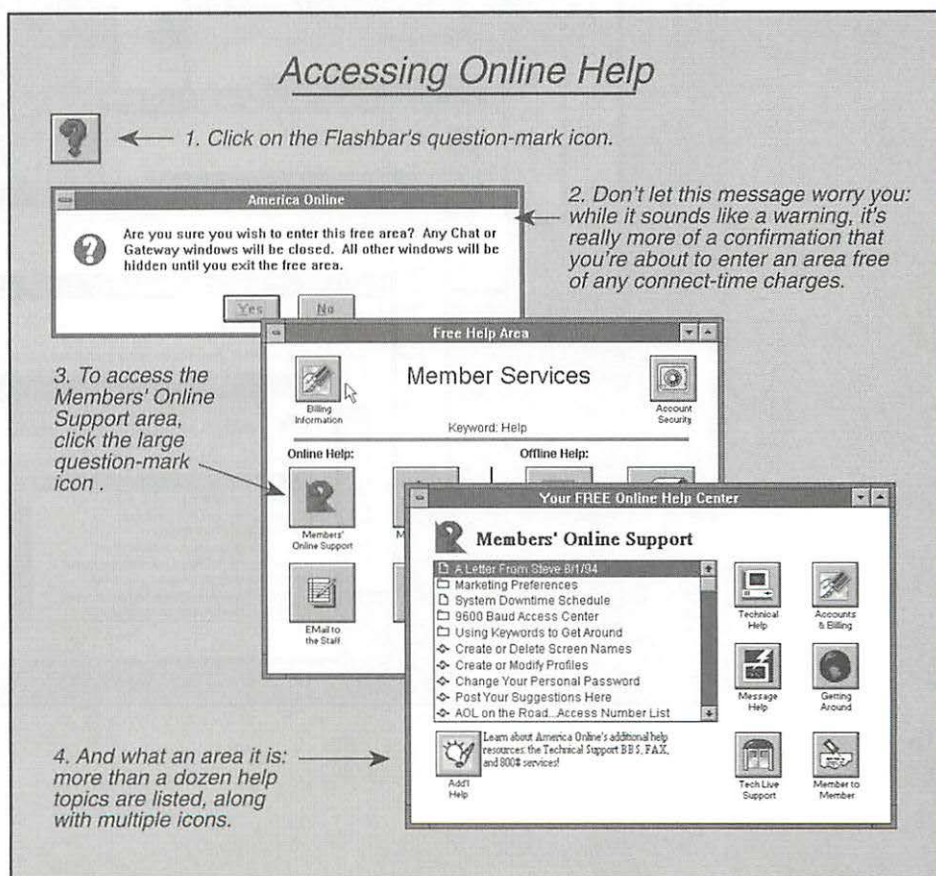 Accessing Online Help
1. Click on the Flashbar's question-mark icon.
America Online
Are you sure you wish to enter this free area? Any Chat or
Gateway windows will be closed. All other windows will be
hidden until you exit the free area.
Yes
No
2. Don't let this message worry you:
while it sounds like a warning, it's
really more of a confirmation that
you're about to enter an area free
of any connect-time charges.
Free Help Area
Billing
Information
Member Services
Account
Security
Keyword: Help
3. To access the
Members' Online
Support area,
click the large
question-mark
icon .
Online Help:
Offline Help:
Members'
Online Support
EMail to
the Staff
Your FREE Online Help Center
Members' Online Support
A Letter From Steve 8/1/94
Marketing Preferences
System Downtime Schedule
9600 Baud Access Center
Using Keywords to Get Around
Create or Delete Screen Names
Create or Modify Profiles
Change Your Personal Password
Post Your Suggestions Here
AOL on the Road...Access Number List
Technical
Help
Accounts
& Billing
Message
Help
Getting
Around
Add'l
Help
Learn about America Online's additional help
resources: the Technical Support BBS, FAX,
and 800# services!
Tech Live
Support
Member to
Member
4. And what an area it is:
more than a dozen help
topics are listed, along
with multiple icons.